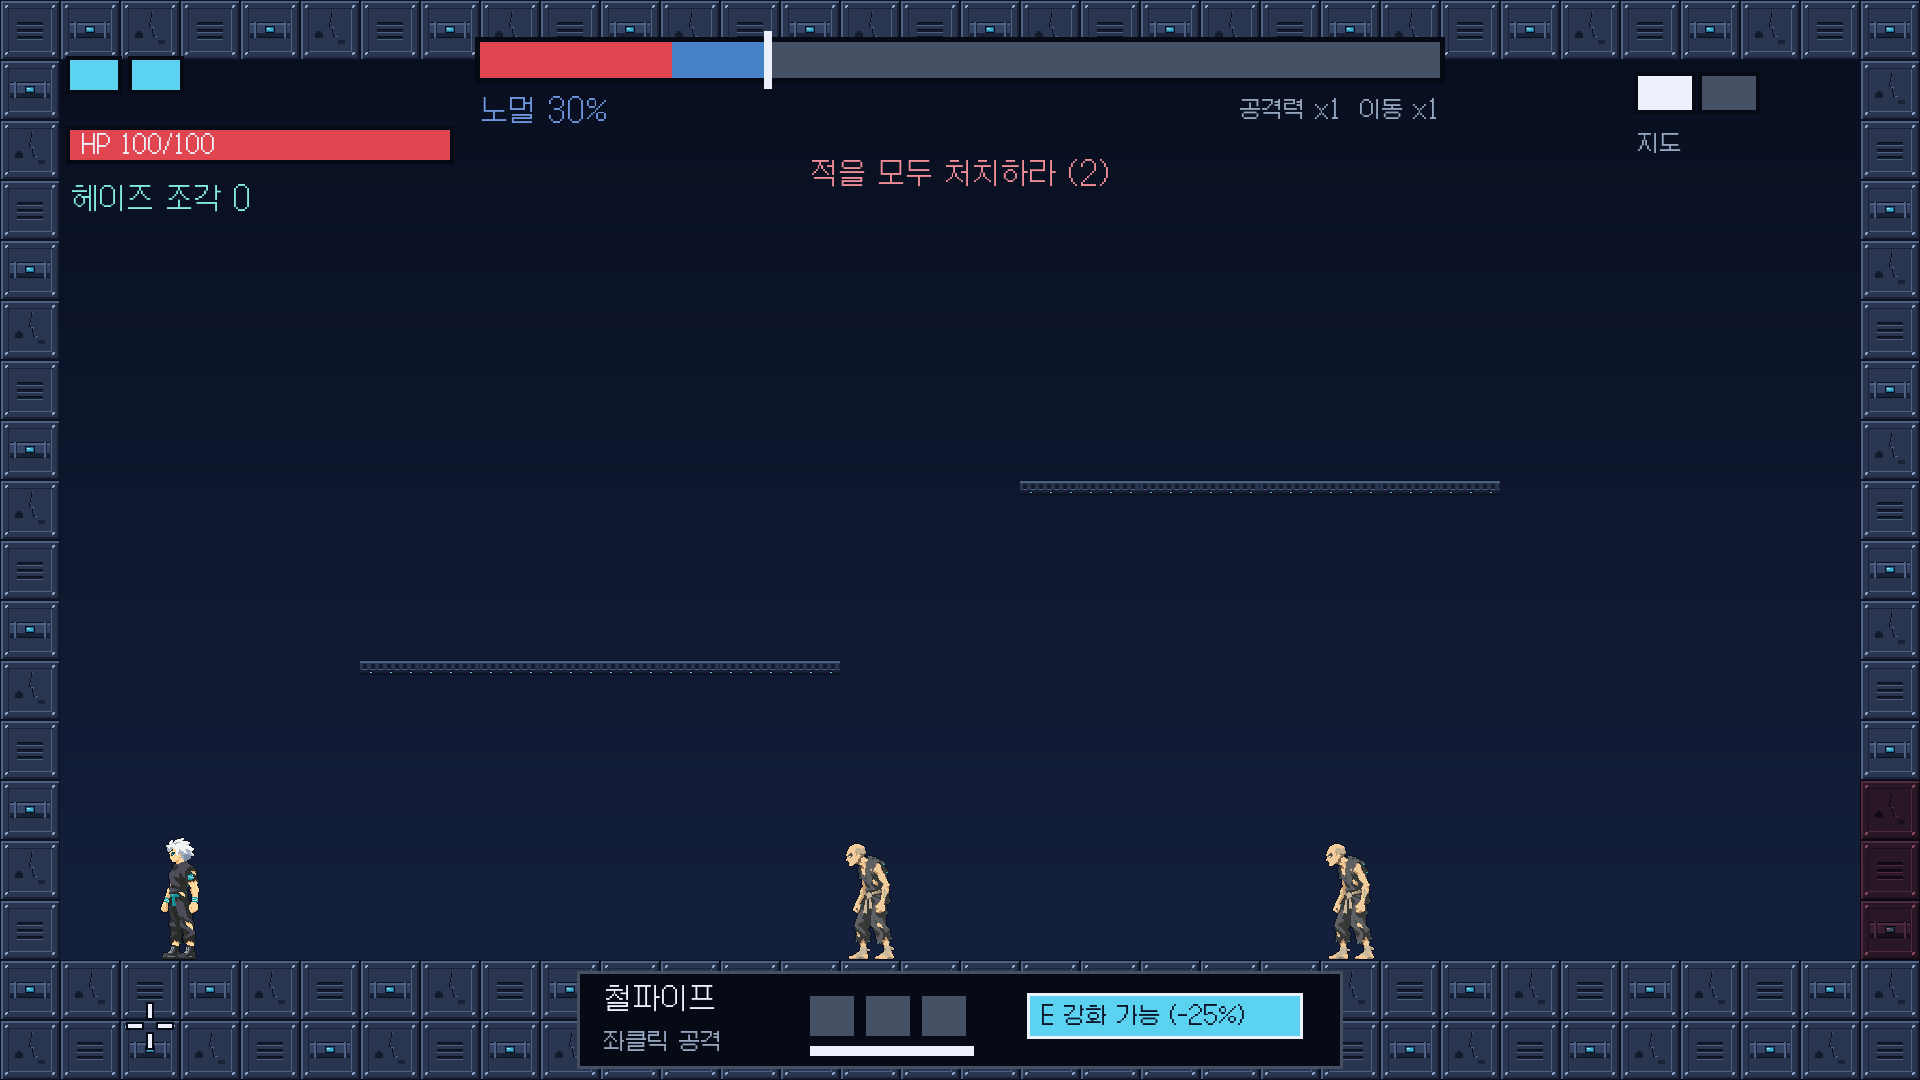 노멀 30%
공격력 x1 이동 x1
HP 100/100
지도
적을 모두 처치하라 (2)
헤이즈 조각 0
철파이프
좌클릭 공격
E 강화 가능 (-25%)